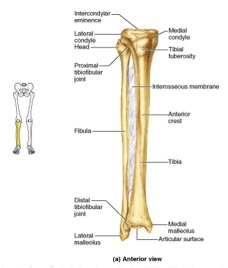 Intercondylar
eminence
Lateral
condyle
Head
Proximal
tibiofibular
joint
Fibula
Distal
tibiofibular
joint
Lateral
malleolus
Medial
condyle
Tibial
tuberosity
Interosseous membrane
Anterior
crest
Tibia
Medial
malleolus
Articular surface
(a) Anterior view